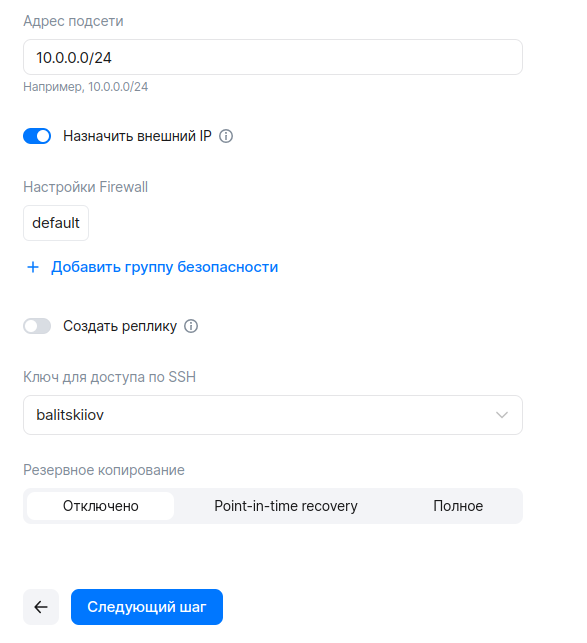 Адрес подсети
10.0.0.0/24
Например, 10.0.0.0/24
Назначить внешний IP
Настройки Firewall
default
+ Добавить группу безопасности
Создать реплику
Ключ для доступа по SSH
balitskiiov
Резервное копирование
Отключено Point-in-time recovery Полное
← Следующий шаг